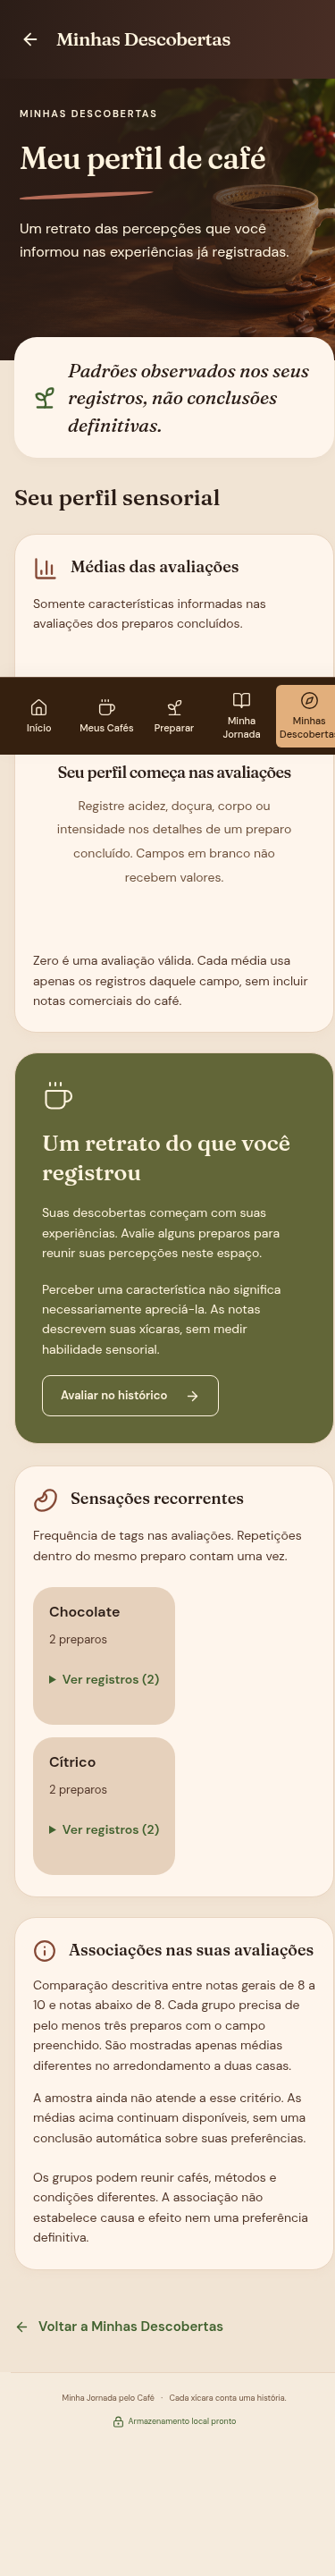 Minhas Descobertas
MINHAS DESCOBERTAS
Meu perfil de café
Um retrato das percepções que você
informou nas experiências já registradas.
Padrões observados nos seus
registros, não conclusões
definitivas.
Seu perfil sensorial
Médias das avaliações
Somente características informadas nas
avaliações dos preparos concluídos.
Início
Meus Cafés
Preparar
Minha
Jornada
Minhas
Descobertas
Seu perfil começa nas avaliações
Registre acidez, doçura, corpo ou
intensidade nos detalhes de um preparo
concluído. Campos em branco não
recebem valores.
Zero é uma avaliação válida. Cada média usa
apenas os registros daquele campo, sem incluir
notas comerciais do café.
Um retrato do que você
registrou
Suas descobertas começam com suas
experiências. Avalie alguns preparos para
reunir suas percepções neste espaço.
Perceber uma característica não significa
necessariamente apreciá-la. As notas
descrevem suas xícaras, sem medir
habilidade sensorial.
Avaliar no histórico
Sensações recorrentes
Frequência de tags nas avaliações. Repetições
dentro do mesmo preparo contam uma vez.
Chocolate
2 preparos
Ver registros (2)
Cítrico
2 preparos
Ver registros (2)
Associações nas suas avaliações
Comparação descritiva entre notas gerais de 8 a
10 e notas abaixo de 8. Cada grupo precisa de
pelo menos três preparos com o campo
preenchido. São mostradas apenas médias
diferentes no arredondamento a duas casas.
A amostra ainda não atende a esse critério. As
médias acima continuam disponíveis, sem uma
conclusão automática sobre suas preferências.
Os grupos podem reunir cafés, métodos e
condições diferentes. A associação não
estabelece causa e efeito nem uma preferência
definitiva.
Voltar a Minhas Descobertas
Minha Jornada pelo Café · Cada xícara conta uma história.
Armazenamento local pronto